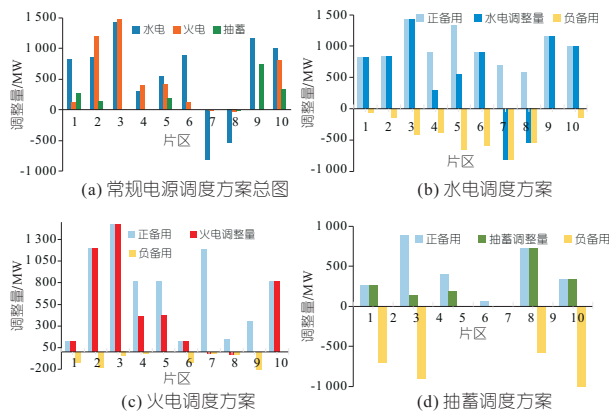 1 500
1 000
500
0
-500
-1 000
调整量/MW
水电 火电 抽蓄
1 2 3 4 5 6 7 8 9 10
片区
(a) 常规电源调度方案总图
1 500
1 000
500
0
-500
-1 000
调整量/MW
正备用 水电调整量 负备用
1 2 3 4 5 6 7 8 9 10
片区
(b) 水电调度方案
1 300
1 050
800
550
300
50
-200
调整量/MW
正备用 火电调整量
负备用
1 2 3 4 5 6 7 8 9 10
片区
(c) 火电调度方案
1 000
500
0
-500
-1 000
调整量/MW
正备用 抽蓄调整量 负备用
1 2 3 4 5 6 7 8 9 10
片区
(d) 抽蓄调度方案